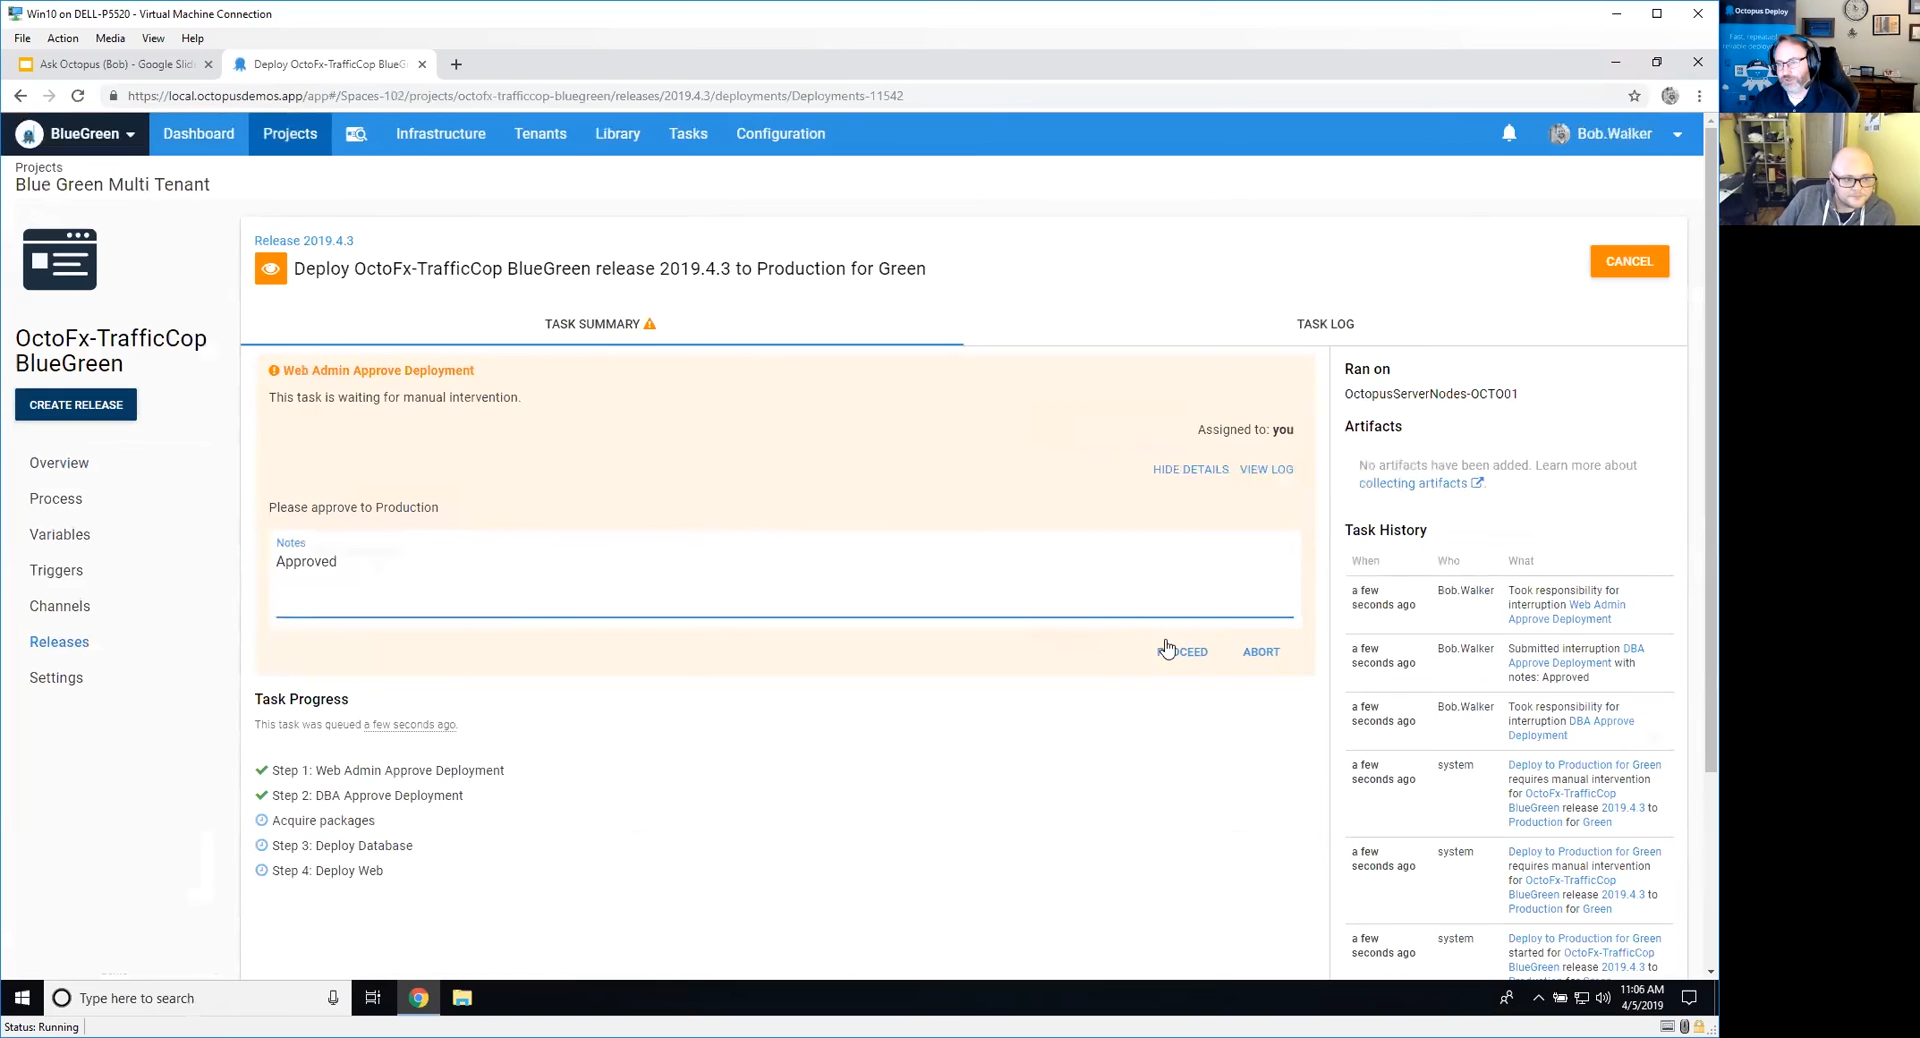 Win10 on DELL-P5520 - Virtual Machine Connection
File Action Media View Help
Ask Octopus (Bob) - Google Slid
Deploy OctoFx-TrafficCop BlueG
https://local.octopusdemos.app/app#/Spaces-102/projects/octofx-trafficcop-bluegreen/releases/2019.4.3/deployments/Deployments-11542
BlueGreen Dashboard Projects Infrastructure Tenants Library Tasks Configuration Bob.Walker
Projects
Blue Green Multi Tenant
OctoFx-TrafficCop
BlueGreen
CREATE RELEASE
Overview
Process
Variables
Triggers
Channels
Releases
Settings
Release 2019.4.3
Deploy OctoFx-TrafficCop BlueGreen release 2019.4.3 to Production for Green
CANCEL
TASK SUMMARY
TASK LOG
Web Admin Approve Deployment
This task is waiting for manual intervention.
Assigned to: you
HIDE DETAILS VIEW LOG
Please approve to Production
Notes
Approved
ABORT
Task Progress
This task was queued a few seconds ago.
Step 1: Web Admin Approve Deployment
Step 2: DBA Approve Deployment
Acquire packages
Step 3: Deploy Database
Step 4: Deploy Web
Ran on
OctopusServerNodes-OCTO01
Artifacts
No artifacts have been added. Learn more about
collecting artifacts.
Task History
When Who What
a few
seconds ago
Bob.Walker
Took responsibility for
interruption Web Admin
Approve Deployment
a few
seconds ago
Bob.Walker
Submitted interruption DBA
Approve Deployment with
notes: Approved
a few
seconds ago
Bob.Walker
Took responsibility for
interruption DBA Approve
Deployment
a few
seconds ago
system
Deploy to Production for Green
requires manual intervention
for OctoFx-TrafficCop
BlueGreen release 2019.4.3 to
Production for Green
a few
seconds ago
system
Deploy to Production for Green
requires manual intervention
for OctoFx-TrafficCop
BlueGreen release 2019.4.3 to
Production for Green
a few
seconds ago
system
Deploy to Production for Green
started for OctoFx-TrafficCop
BlueGreen release 2019.4.3 to
Type here to search
11:06 AM
4/5/2019
Status: Running
Octopus Deploy